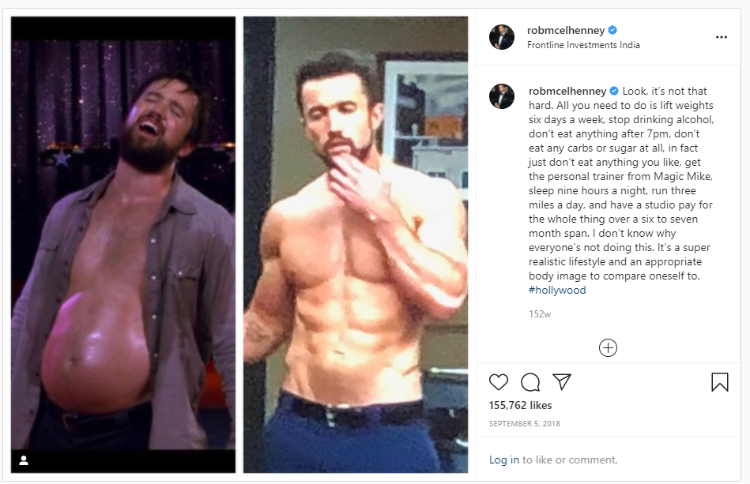 robmcelhenney
Frontline Investments India
robmcelhenney Look, it's not that
hard. All you need to do is lift weights
six days a week, stop drinking alcohol,
don't eat anything after 7pm, don't
eat any carbs or sugar at all, in fact
just don't eat anything you like, get
the personal trainer from Magic Mike,
sleep nine hours a night, run three
miles a day, and have a studio pay for
the whole thing over a six to seven
month span. I don't know why
everyone's not doing this. It's a super
realistic lifestyle and an appropriate
body image to compare oneself to.
#hollywood
152w
155,762 likes
SEPTEMBER 5, 2018
Log in to like or comment.